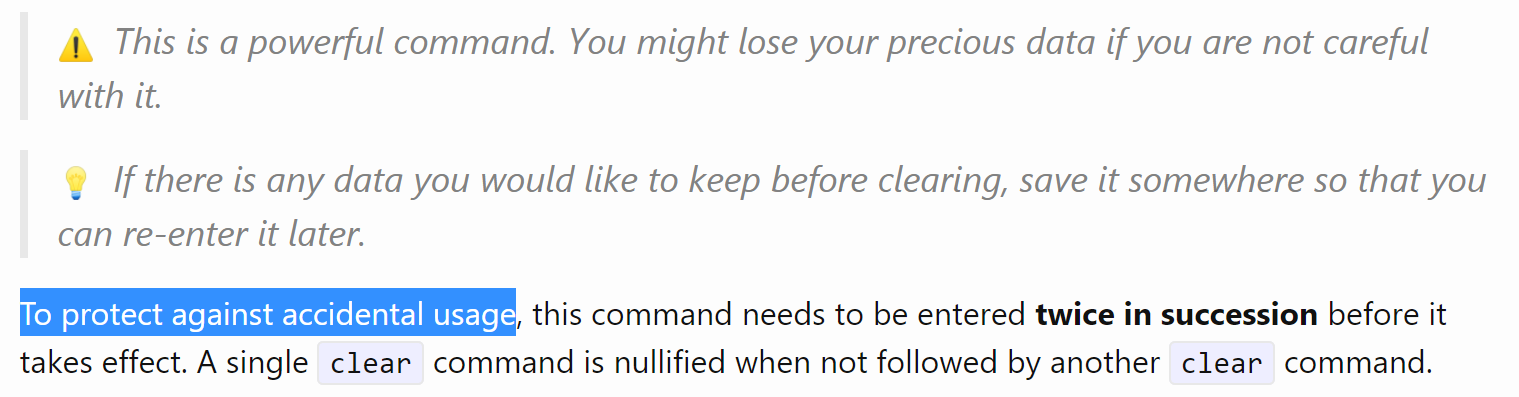 ⚠️ This is a powerful command. You might lose your precious data if you are not careful
with it.
💡 If there is any data you would like to keep before clearing, save it somewhere so that you
can re-enter it later.
To protect against accidental usage, this command needs to be entered twice in succession before it
takes effect. A single clear command is nullified when not followed by another clear command.